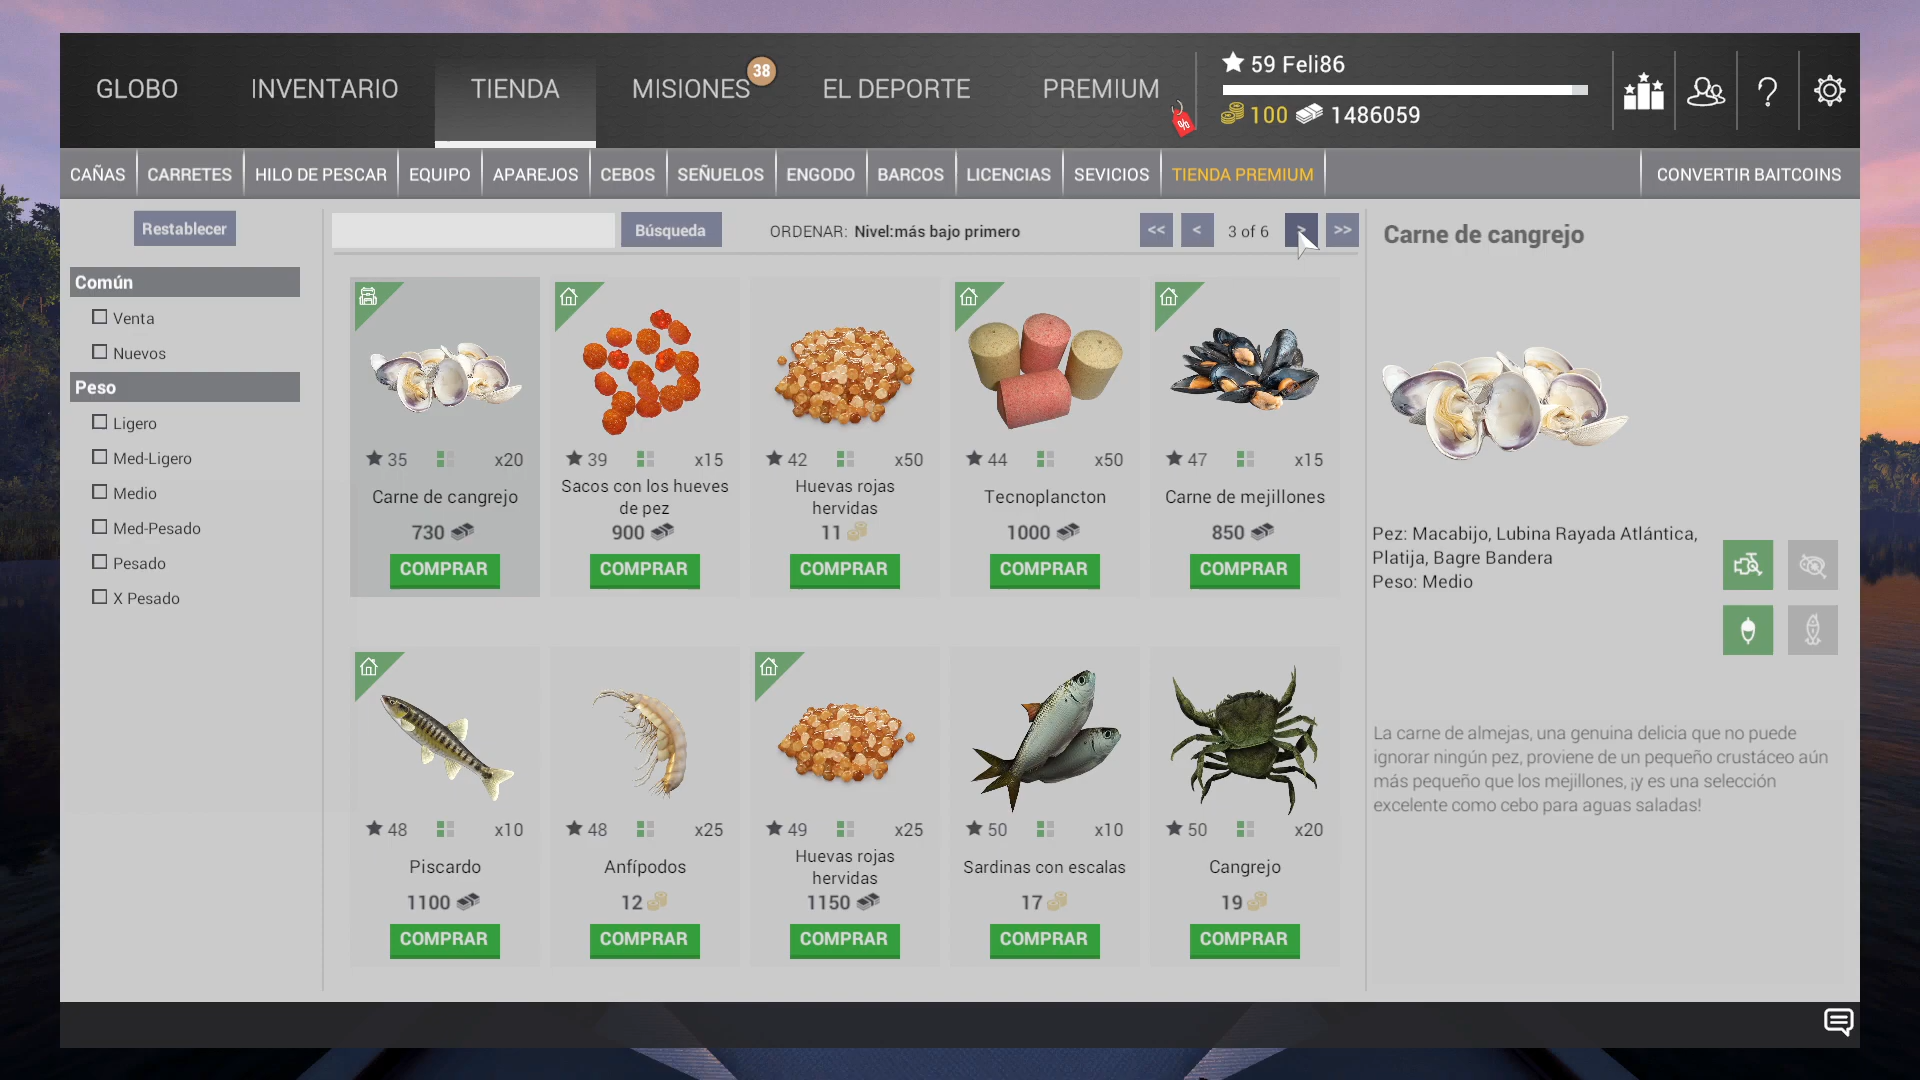 GLOBO
INVENTARIO
TIENDA
MISIONES
38
EL DEPORTE
PREMIUM
%
59 Feli86
100
1486059
?
CAÑAS
CARRETES
HILO DE PESCAR
EQUIPO
APAREJOS
CEBOS
SEÑUELOS
ENGODO
BARCOS
LICENCIAS
SEVICIOS
TIENDA PREMIUM
CONVERTIR BAITCOINS
Restablecer
Común
Venta
Nuevos
Peso
Ligero
Med-Ligero
Medio
Med-Pesado
Pesado
X Pesado
Búsqueda
ORDENAR: Nivel:más bajo primero
<<
<
3 of 6
>
>>
35 x20
Carne de cangrejo
730
COMPRAR
39 x15
Sacos con los hueves
de pez
900
COMPRAR
42 x50
Huevas rojas
hervidas
11
COMPRAR
44 x50
Tecnoplancton
1000
COMPRAR
47 x15
Carne de mejillones
850
COMPRAR
48 x10
Piscardo
1100
COMPRAR
48 x25
Anfípodos
12
COMPRAR
49 x25
Huevas rojas
hervidas
1150
COMPRAR
50 x10
Sardinas con escalas
17
COMPRAR
50 x20
Cangrejo
19
COMPRAR
Carne de cangrejo
Pez: Macabijo, Lubina Rayada Atlántica,
Platija, Bagre Bandera
Peso: Medio
La carne de almejas, una genuina delicia que no puede
ignorar ningún pez, proviene de un pequeño crustáceo aún
más pequeño que los mejillones, ¡y es una selección
excelente como cebo para aguas saladas!